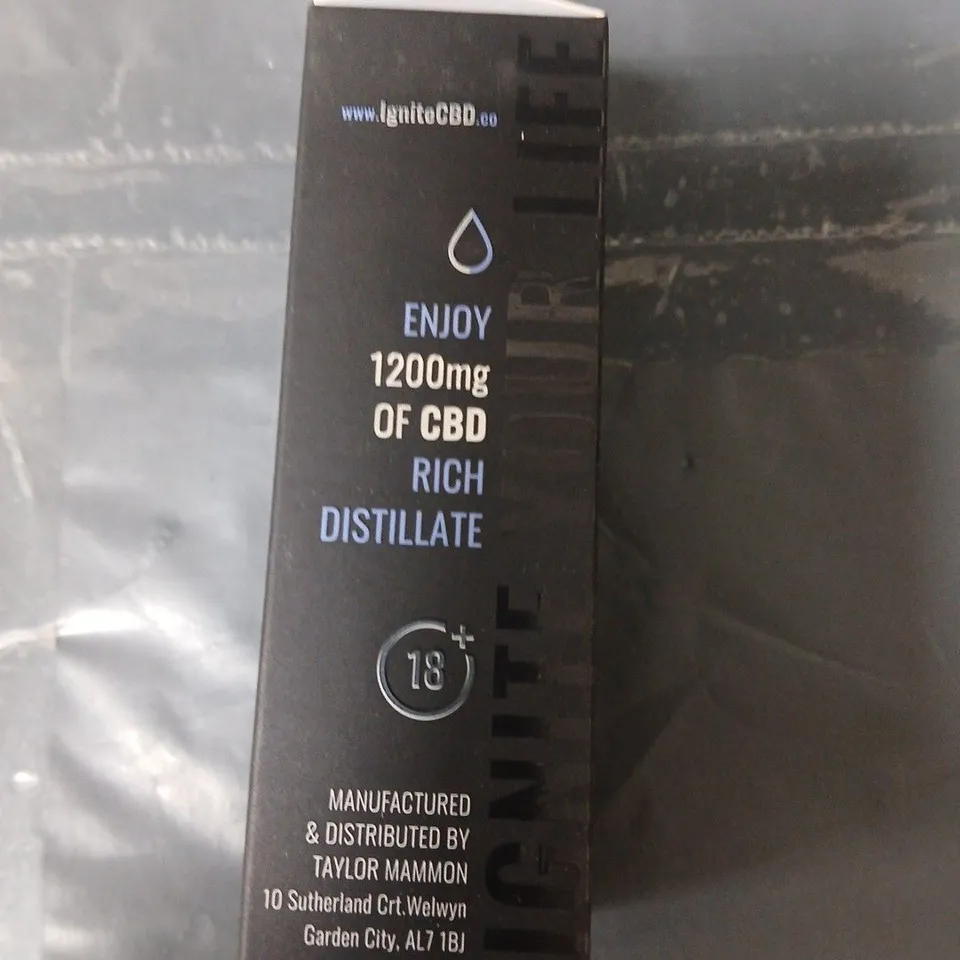 www.IgniteCBD.co
ENJOY
1200mg
OF CBD
RICH
DISTILLATE
18+
MANUFACTURED
& DISTRIBUTED BY
TAYLOR MAMMON
10 Sutherland Crt.Welwyn
Garden City, AL7 1BJ
IGNITE YOUR LIFE